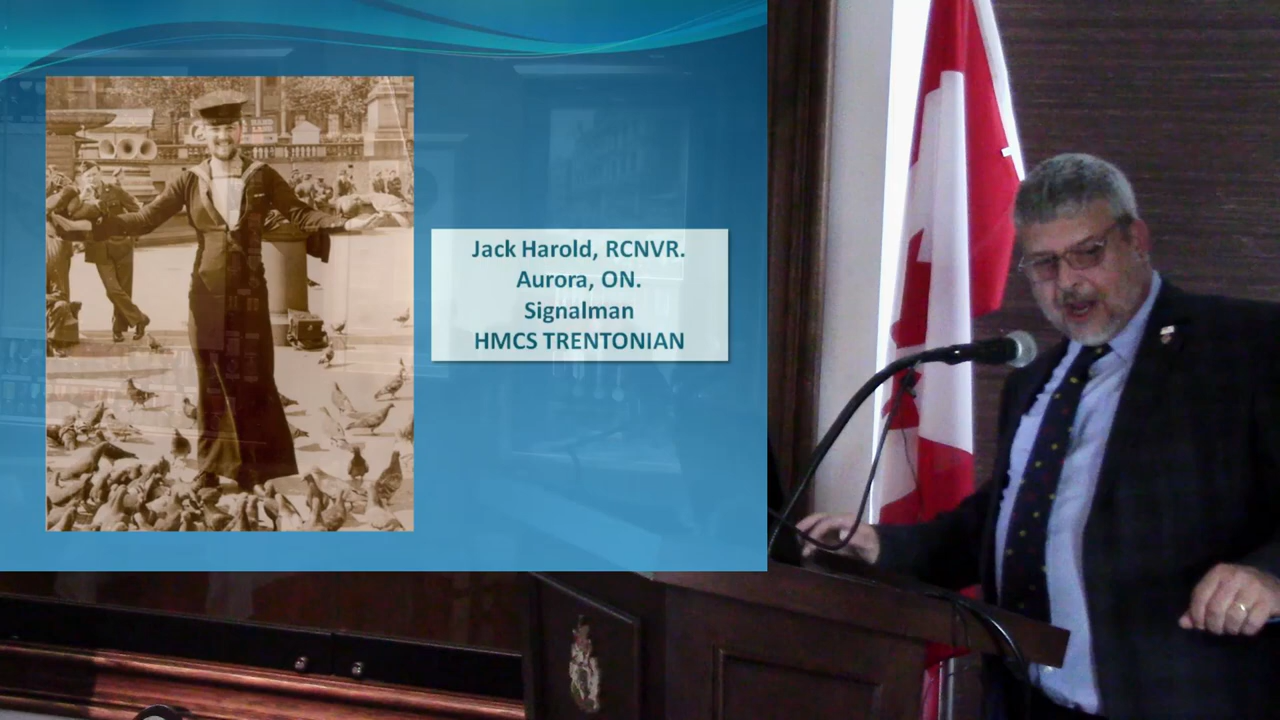 Jack Harold, RCNVR.
Aurora, ON.
Signalman
HMCS TRENTONIAN